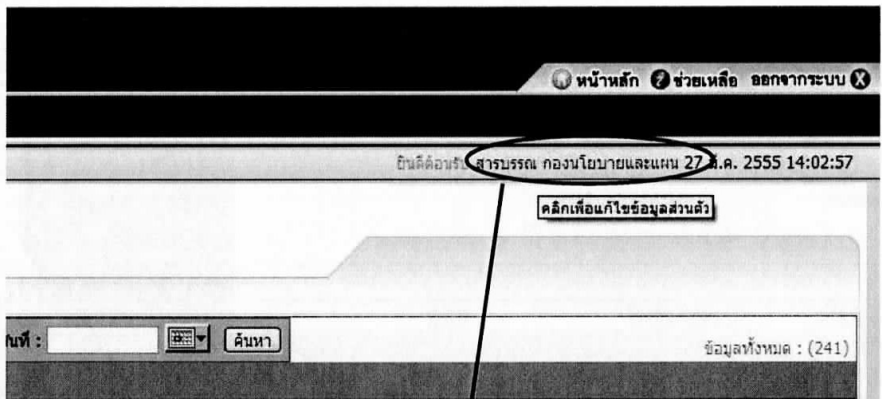 หน้าหลัก ช่วยเหลือ ออกจากระบบ
ยินดีต้อนรับ สารบรรณ กองนโยบายและแผน 27 ส.ค. 2555 14:02:57
คลิกเพื่อแก้ไขข้อมูลส่วนตัว
ค้นหา ข้อมูลทั้งหมด : (241)